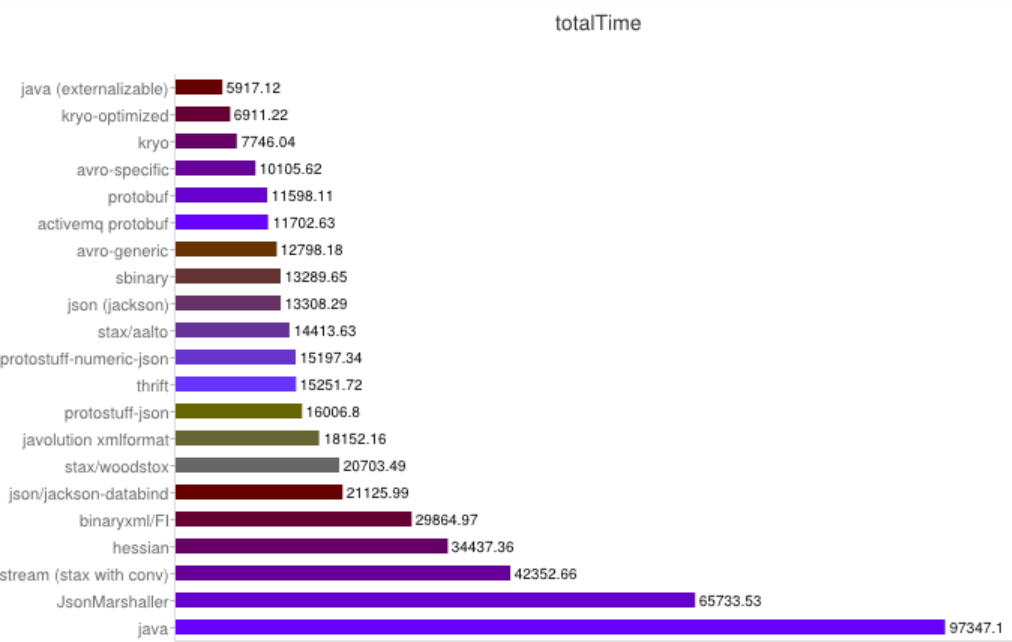 totalTime
java (externalizable) 5917.12
kryo-optimized 6911.22
kryo 7746.04
avro-specific 10105.62
protobuf 11598.11
activemq protobuf 11702.63
avro-generic 12798.18
sbinary 13289.65
json (jackson) 13308.29
stax/aalto 14413.63
protostuff-numeric-json 15197.34
thrift 15251.72
protostuff-json 16006.8
javolution xmlformat 18152.16
stax/woodstox 20703.49
json/jackson-databind 21125.99
binaryxml/FI 29864.97
hessian 34437.36
stream (stax with conv) 42352.66
JsonMarshaller 65733.53
java 97347.1